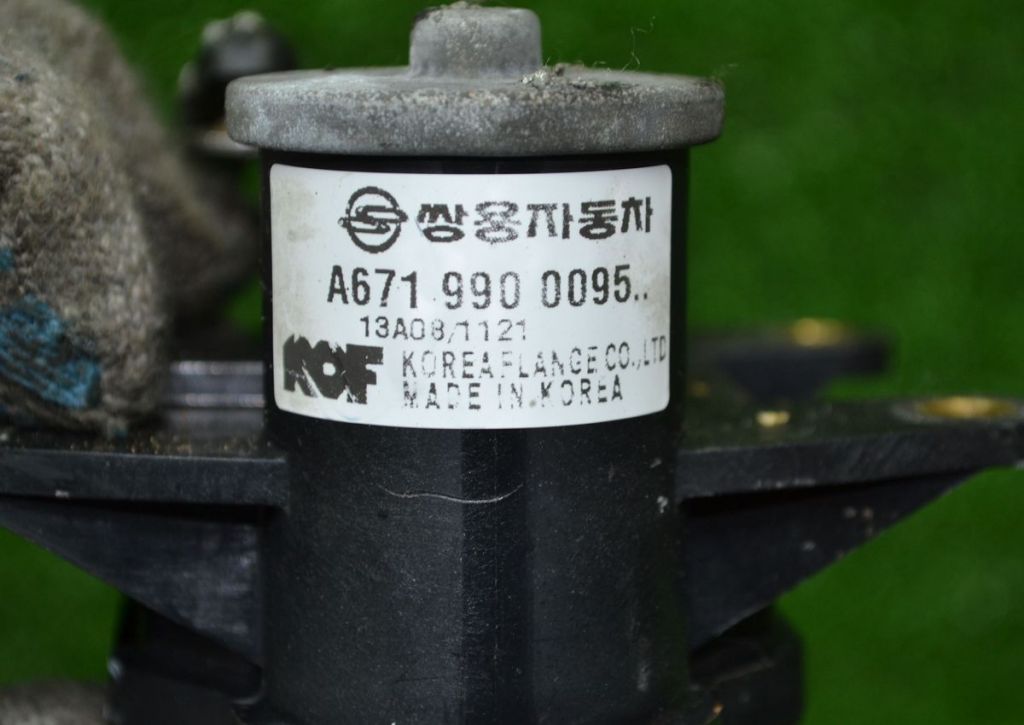 쌍용자동차
A671 990 0095..
13A08/1121
KOF KOREA FLANGE CO.,LTD
MADE IN KOREA